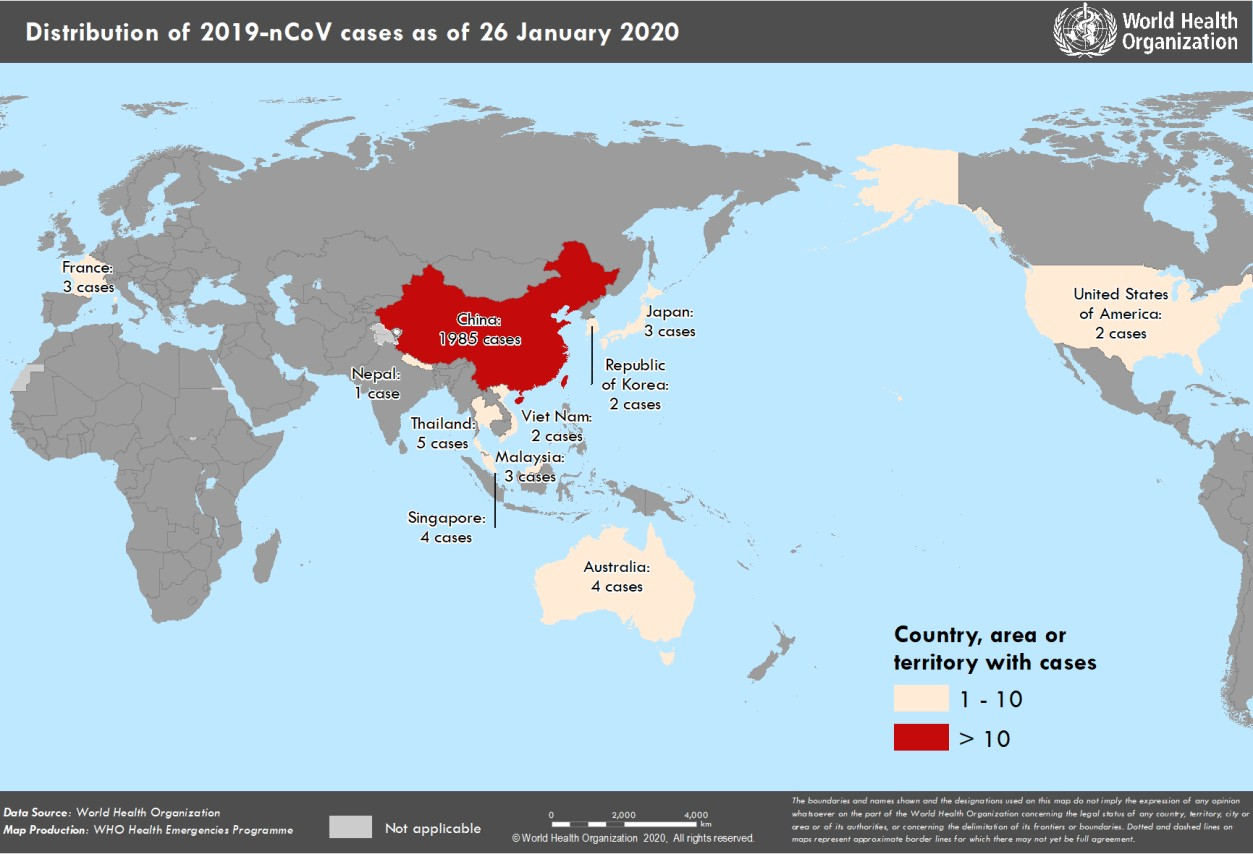 Distribution of 2019-nCoV cases as of 26 January 2020
World Health
Organization
France:
3 cases
China:
1985 cases
Japan:
3 cases
United States
of America:
2 cases
Republic
of Korea:
2 cases
Nepal:
1 case
Thailand:
5 cases
Viet Nam:
2 cases
Malaysia:
3 cases
Singapore:
4 cases
Australia:
4 cases
Country, area or
territory with cases
1 - 10
> 10
Data Source: World Health Organization
Map Production: WHO Health Emergencies Programme
Not applicable
0 2,000 4,000
km
© World Health Organization 2020, All rights reserved.
The boundaries and names shown and the designations used on this map do not imply the expression of any opinion
whatsoever on the part of the World Health Organization concerning the legal status of any country, territory, city or
area or of its authorities, or concerning the delimitation of its frontiers or boundaries. Dotted and dashed lines on
maps represent approximate border lines for which there may not yet be full agreement.